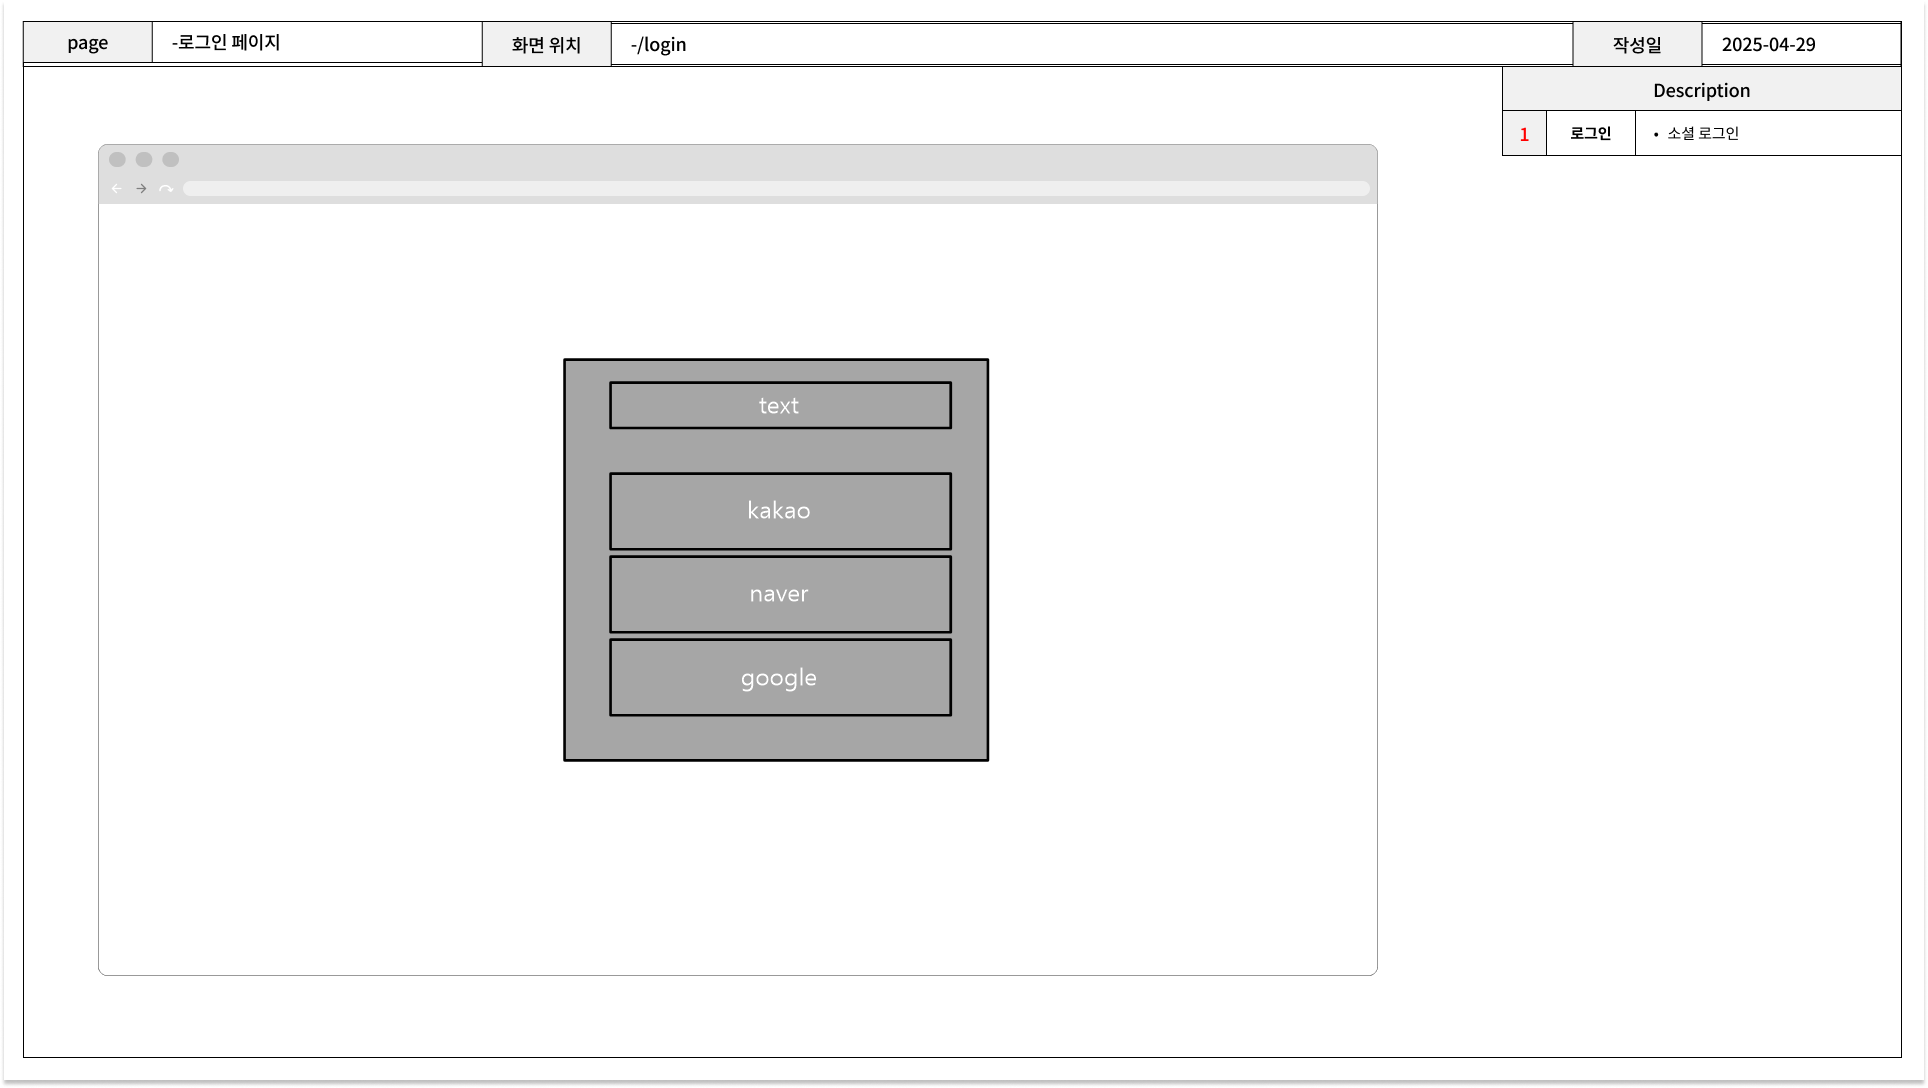 page
-로그인 페이지
화면 위치
-/login
작성일
2025-04-29
Description
1
로그인
• 소셜 로그인
text
kakao
naver
google